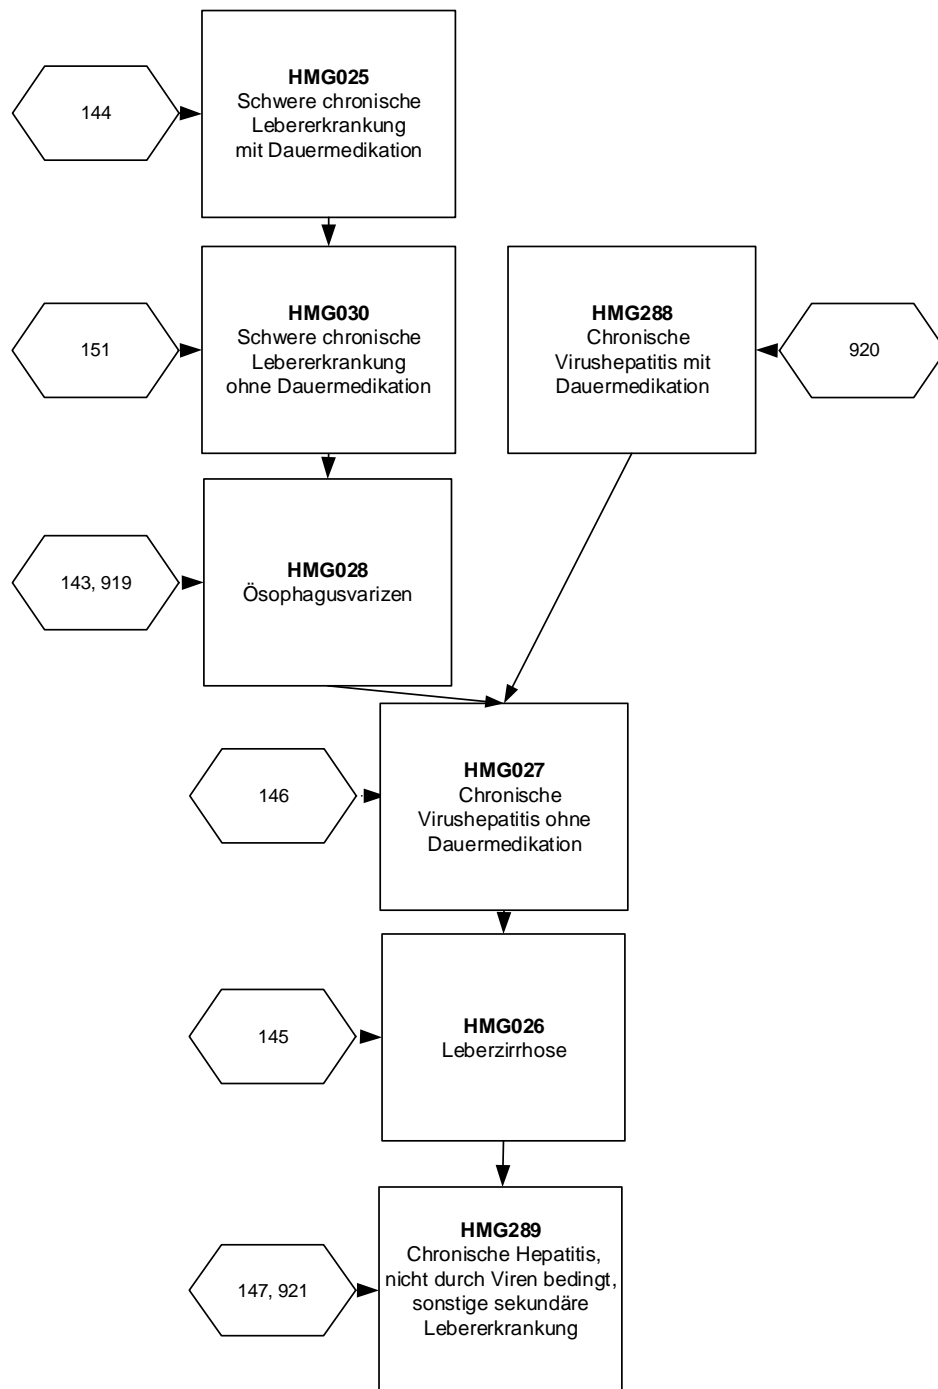 HMG025
144
Schwere chronische
Lebererkrankung
mit Dauermedikation
HMG030
151
Schwere chronische
Lebererkrankung
ohne Dauermedikation
HMG288
Chronische
Virushepatitis mit
Dauermedikation
920
143, 919
HMG028
Ösophagusvarizen
146
HMG027
Chronische
Virushepatitis ohne
Dauermedikation
145
HMG026
Leberzirrhose
147, 921
HMG289
Chronische Hepatitis,
nicht durch Viren bedingt,
sonstige sekundäre
Lebererkrankung